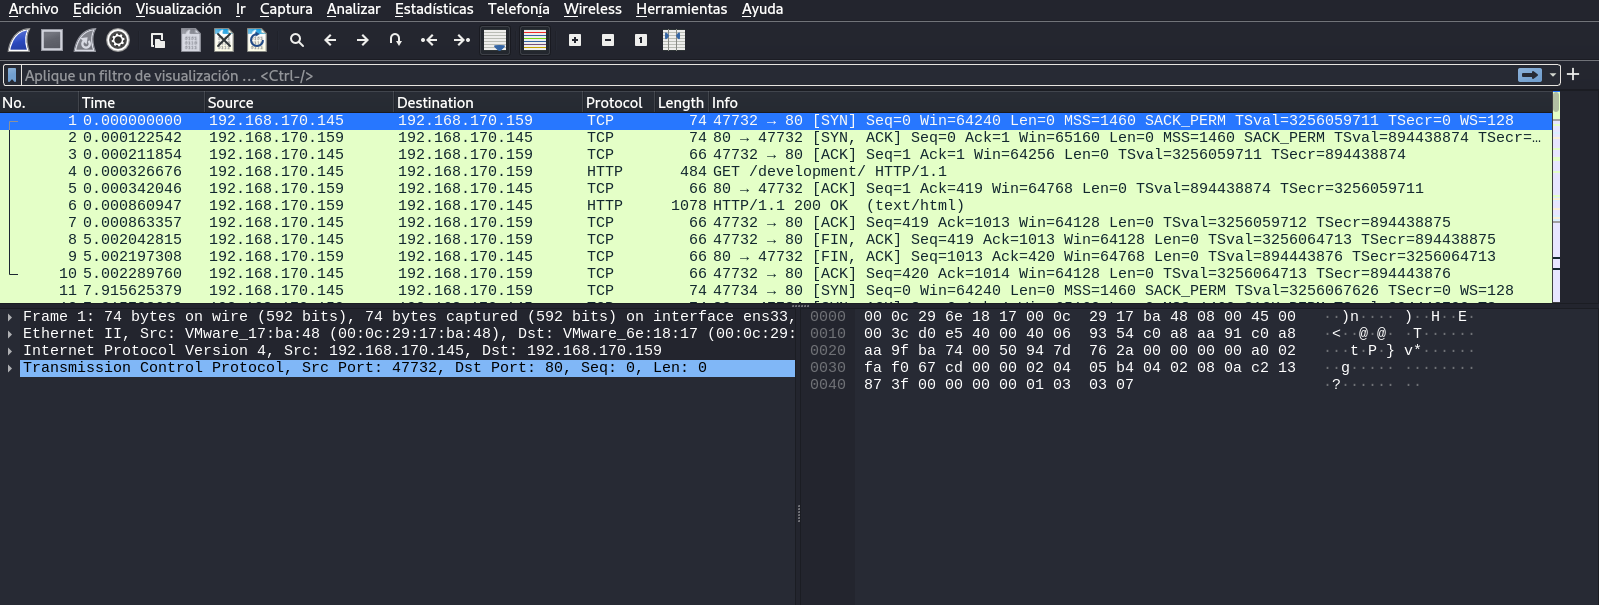 Archivo Edición Visualización Ir Captura Analizar Estadísticas Telefonía Wireless Herramientas Ayuda
Aplique un filtro de visualización … <Ctrl-/>
No. Time Source Destination Protocol Length Info
1 0.000000000 192.168.170.145 192.168.170.159 TCP 74 47732 → 80 [SYN] Seq=0 Win=64240 Len=0 MSS=1460 SACK_PERM TSval=3256059711 TSecr=0 WS=128
2 0.000122542 192.168.170.159 192.168.170.145 TCP 74 80 → 47732 [SYN, ACK] Seq=0 Ack=1 Win=65160 Len=0 MSS=1460 SACK_PERM TSval=894438874 TSecr=…
3 0.000211854 192.168.170.145 192.168.170.159 TCP 66 47732 → 80 [ACK] Seq=1 Ack=1 Win=64256 Len=0 TSval=3256059711 TSecr=894438874
4 0.000326676 192.168.170.145 192.168.170.159 HTTP 484 GET /development/ HTTP/1.1
5 0.000342046 192.168.170.159 192.168.170.145 TCP 66 80 → 47732 [ACK] Seq=1 Ack=419 Win=64768 Len=0 TSval=894438874 TSecr=3256059711
6 0.000860947 192.168.170.159 192.168.170.145 HTTP 1078 HTTP/1.1 200 OK (text/html)
7 0.000863357 192.168.170.145 192.168.170.159 TCP 66 47732 → 80 [ACK] Seq=419 Ack=1013 Win=64128 Len=0 TSval=3256059712 TSecr=894438875
8 5.002042815 192.168.170.145 192.168.170.159 TCP 66 47732 → 80 [FIN, ACK] Seq=419 Ack=1013 Win=64128 Len=0 TSval=3256064713 TSecr=894438875
9 5.002197308 192.168.170.159 192.168.170.145 TCP 66 80 → 47732 [FIN, ACK] Seq=1013 Ack=420 Win=64768 Len=0 TSval=894443876 TSecr=3256064713
10 5.002289760 192.168.170.145 192.168.170.159 TCP 66 47732 → 80 [ACK] Seq=420 Ack=1014 Win=64128 Len=0 TSval=3256064713 TSecr=894443876
11 7.915625379 192.168.170.145 192.168.170.159 TCP 74 47734 → 80 [SYN] Seq=0 Win=64240 Len=0 MSS=1460 SACK_PERM TSval=3256067626 TSecr=0 WS=128
Frame 1: 74 bytes on wire (592 bits), 74 bytes captured (592 bits) on interface ens33,
Ethernet II, Src: VMware_17:ba:48 (00:0c:29:17:ba:48), Dst: VMware_6e:18:17 (00:0c:29:
Internet Protocol Version 4, Src: 192.168.170.145, Dst: 192.168.170.159
Transmission Control Protocol, Src Port: 47732, Dst Port: 80, Seq: 0, Len: 0
0000 00 0c 29 6e 18 17 00 0c 29 17 ba 48 08 00 45 00 ··)n···· )··H··E·
0010 00 3c d0 e5 40 00 40 06 93 54 c0 a8 aa 91 c0 a8 ·<··@·@· ·T······
0020 aa 9f ba 74 00 50 94 7d 76 2a 00 00 00 00 a0 02 ···t·P·} v*······
0030 fa f0 67 cd 00 00 02 04 05 b4 04 02 08 0a c2 13 ··g····· ········
0040 87 3f 00 00 00 00 01 03 03 07 ·?······ ··